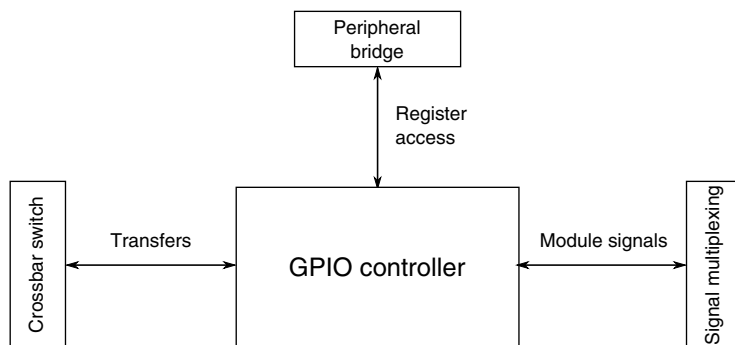 Peripheral
bridge
Register
access
Crossbar switch
Transfers
GPIO controller
Module signals
Signal multiplexing